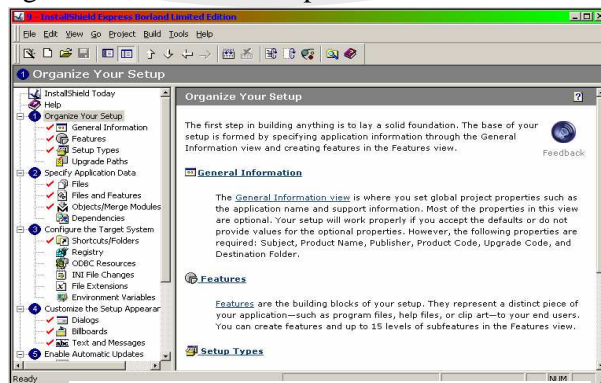 9 - InstallShield Express Borland Limited Edition
File Edit View Go Project Build Tools Help
1 Organize Your Setup
InstallShield Today
Help
1 Organize Your Setup
General Information
Features
Setup Types
Upgrade Paths
2 Specify Application Data
Files
Files and Features
Objects/Merge Modules
Dependencies
3 Configure the Target System
Shortcuts/Folders
Registry
ODBC Resources
INI File Changes
File Extensions
Environment Variables
4 Customize the Setup Appearar
Dialogs
Billboards
Text and Messages
5 Enable Automatic Updates
Organize Your Setup
The first step in building anything is to lay a solid foundation. The base of your
setup is formed by specifying application information through the General
Information view and creating features in the Features view.
Feedback
General Information
The General Information view is where you set global project properties such as
the application name and support information. Most of the properties in this view
are optional. Your setup will work properly if you accept the defaults or do not
provide values for the optional properties. However, the following properties are
required: Subject, Product Name, Publisher, Product Code, Upgrade Code, and
Destination Folder.
Features
Features are the building blocks of your setup. They represent a distinct piece of
your application—such as program files, help files, or clip art—to your end users.
You can create features and up to 15 levels of subfeatures in the Features view.
Setup Types
Ready
NUM